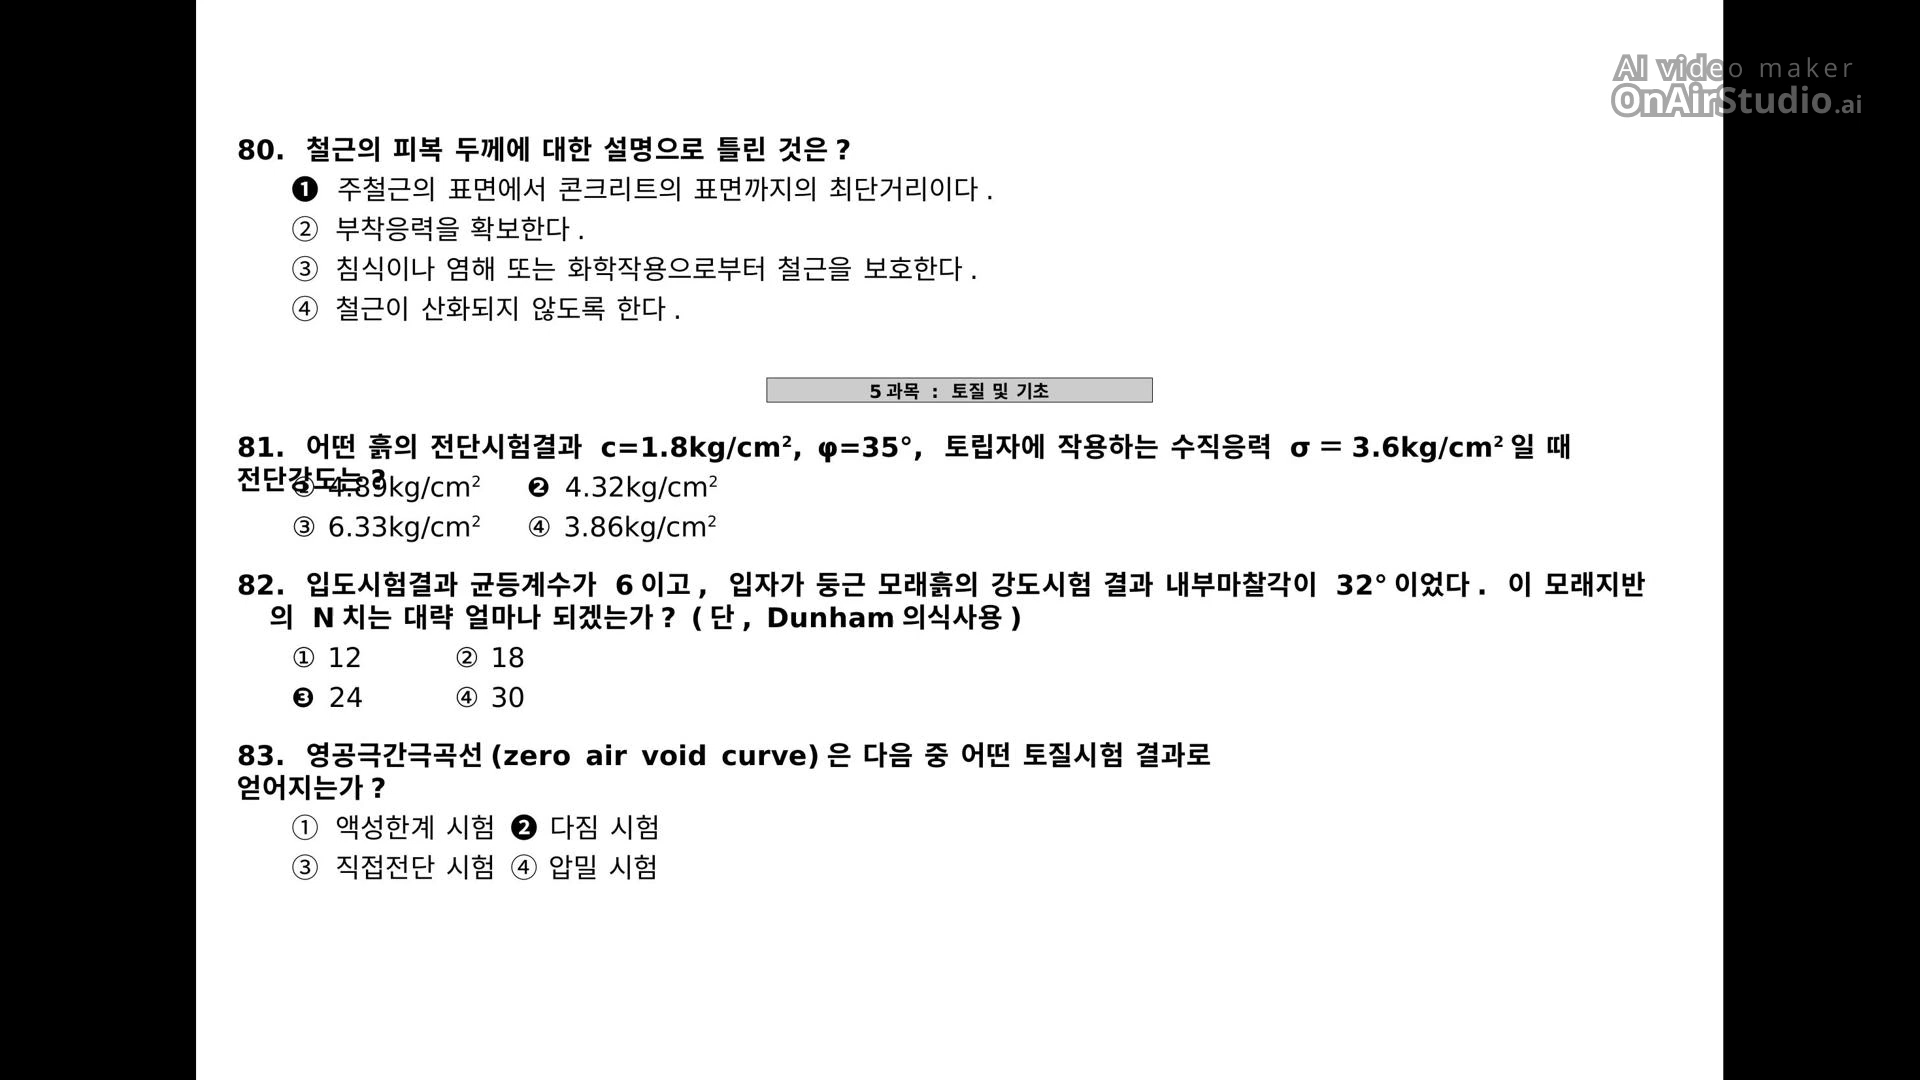 AI video maker
OnAirStudio.ai
80. 철근의 피복 두께에 대한 설명으로 틀린 것은?
❶ 주철근의 표면에서 콘크리트의 표면까지의 최단거리이다.
② 부착응력을 확보한다.
③ 침식이나 염해 또는 화학작용으로부터 철근을 보호한다.
④ 철근이 산화되지 않도록 한다.
5과목 : 토질 및 기초
81. 어떤 흙의 전단시험결과 c=1.8kg/cm², φ=35°, 토립자에 작용하는 수직응력 σ = 3.6kg/cm²일 때
전단강도는?
① 4.89kg/cm² ❷ 4.32kg/cm²
③ 6.33kg/cm² ④ 3.86kg/cm²
82. 입도시험결과 균등계수가 6이고, 입자가 둥근 모래흙의 강도시험 결과 내부마찰각이 32°이었다. 이 모래지반
의 N치는 대략 얼마나 되겠는가? (단, Dunham의식사용)
① 12 ② 18
❸ 24 ④ 30
83. 영공극간극곡선(zero air void curve)은 다음 중 어떤 토질시험 결과로
얻어지는가?
① 액성한계 시험 ❷ 다짐 시험
③ 직접전단 시험 ④ 압밀 시험